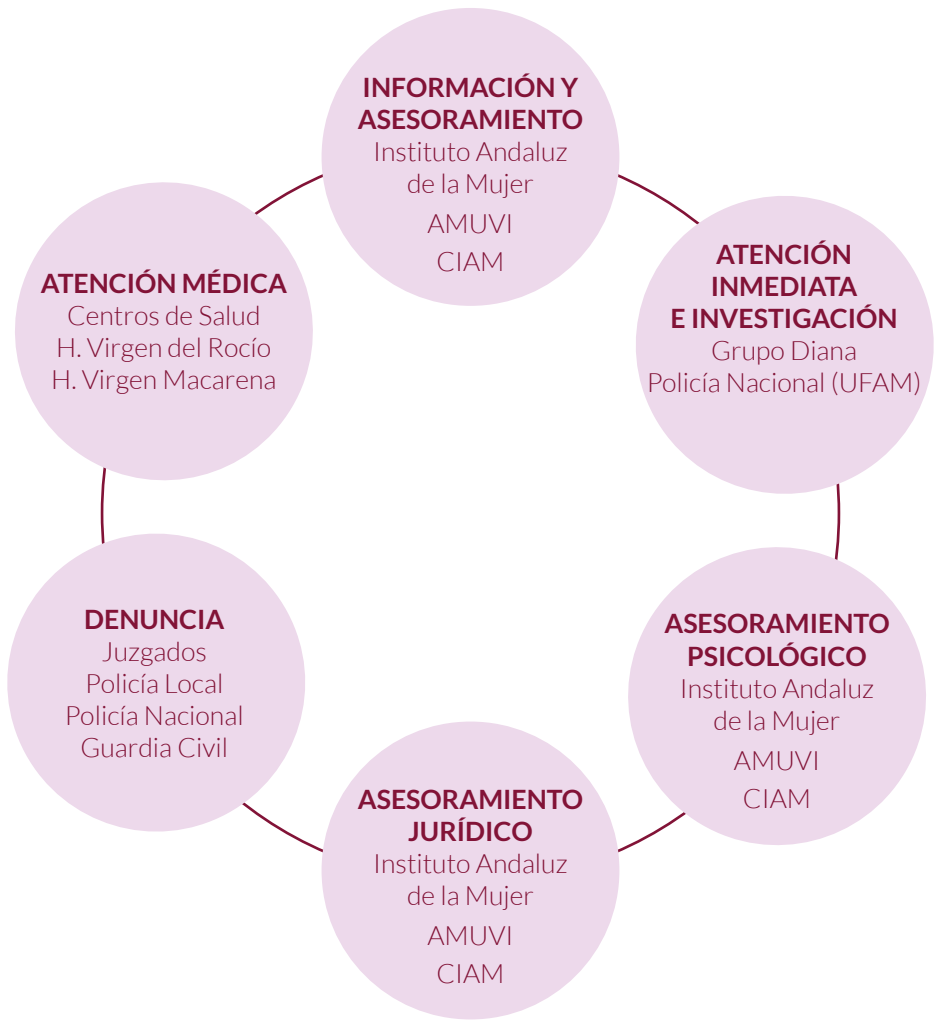 INFORMACIÓN Y
ASESORAMIENTO
Instituto Andaluz
de la Mujer
AMUVI
CIAM
ATENCIÓN
INMEDIATA
E INVESTIGACIÓN
Grupo Diana
Policía Nacional (UFAM)
ASESORAMIENTO
PSICOLÓGICO
Instituto Andaluz
de la Mujer
AMUVI
CIAM
ASESORAMIENTO
JURÍDICO
Instituto Andaluz
de la Mujer
AMUVI
CIAM
DENUNCIA
Juzgados
Policía Local
Policía Nacional
Guardia Civil
ATENCIÓN MÉDICA
Centros de Salud
H. Virgen del Rocío
H. Virgen Macarena